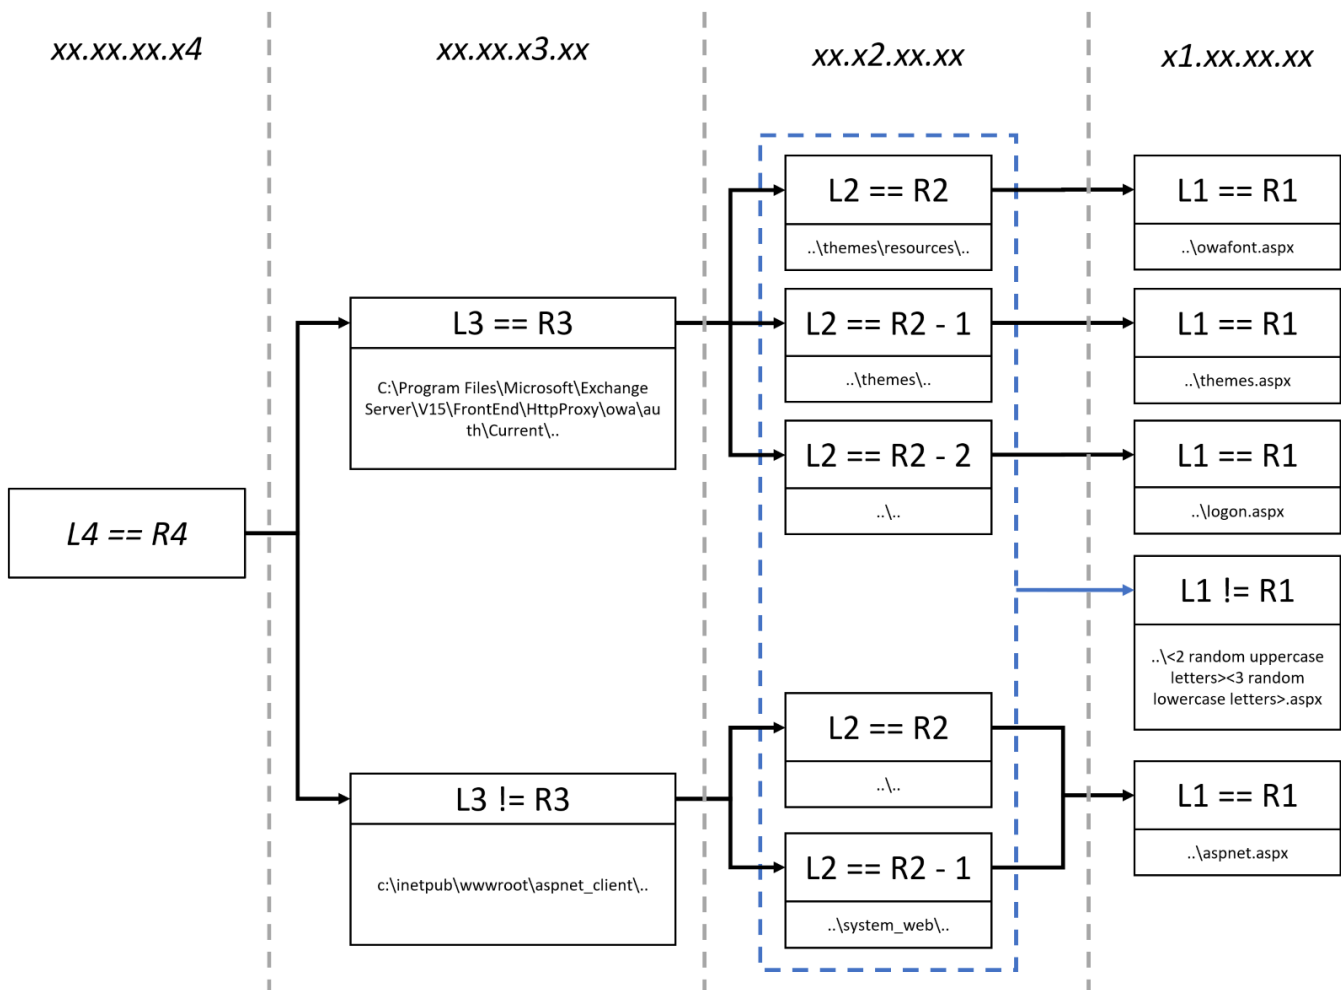 xx.xx.xx.x4
xx.xx.x3.xx
xx.x2.xx.xx
x1.xx.xx.xx
L4 == R4
L3 == R3
C:\Program Files\Microsoft\Exchange
Server\V15\FrontEnd\HttpProxy\owa\au
th\Current\..
L3 != R3
c:\inetpub\wwwroot\aspnet_client\..
L2 == R2
..\themes\resources\..
L2 == R2 - 1
..\themes\..
L2 == R2 - 2
..\..
L2 == R2
..\..
L2 == R2 - 1
..\system_web\..
L1 == R1
..\owafont.aspx
L1 == R1
..\themes.aspx
L1 == R1
..\logon.aspx
L1 != R1
..\<2 random uppercase
letters><3 random
lowercase letters>.aspx
L1 == R1
..\aspnet.aspx